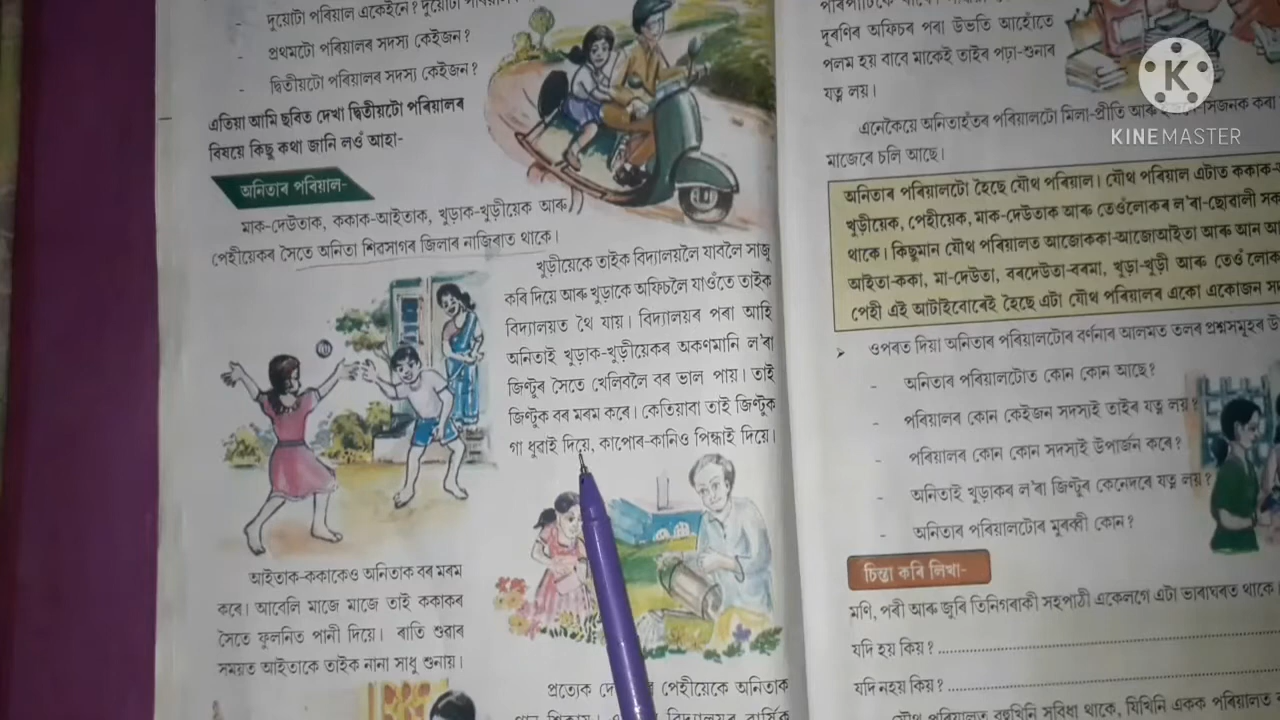 দুয়োটা পৰিয়াল একেইনে?
প্ৰথমটো পৰিয়ালৰ সদস্য কেইজন?
দ্বিতীয়টো পৰিয়ালৰ সদস্য কেইজন?
এতিয়া আমি ছবিত দেখা দ্বিতীয়টো পৰিয়ালৰ
বিষয়ে কিছু কথা জানি লওঁ আহা-
অনিতাৰ পৰিয়াল-
মাক-দেউতাক, ককাক-আইতাক, খুড়াক-খুড়ীয়েক আৰু
পেহীয়েকৰ সৈতে অনিতা শিৱসাগৰ জিলাৰ নাজিৰাত থাকে।
খুড়ীয়েকে তাইক বিদ্যালয়লৈ যাবলৈ সাজু
কৰি দিয়ে আৰু খুড়াকে অফিচলৈ যাওঁতে তাইক
বিদ্যালয়ত থৈ যায়। বিদ্যালয়ৰ পৰা আহি
অনিতাই খুড়াক-খুড়ীয়েকৰ অকণমানি ল'ৰা
জিণ্টুৰ সৈতে খেলিবলৈ বৰ ভাল পায়। তাই
জিণ্টুক বৰ মৰম কৰে। কেতিয়াবা তাই জিণ্টুক
গা ধুৱাই দিয়ে, কাপোৰ-কানিও পিন্ধাই দিয়ে।
আইতাক-ককাকেও অনিতাক বৰ মৰম
কৰে। আবেলি মাজে মাজে তাই ককাকৰ
সৈতে ফুলনিত পানী দিয়ে। ৰাতি শুৱাৰ
সময়ত আইতাকে তাইক নানা সাধু শুনায়।
প্ৰত্যেক পেহীয়েকে অনিতাক
বিদ্যালয়ৰ বাৰ্ষিক
দূৰণিৰ অফিচৰ পৰা উভতি আহোঁতে
পলম হয় বাবে মাকেই তাইৰ পঢ়া-শুনাৰ
যত্ন লয়।
এনেকৈয়ে অনিতাহঁতৰ পৰিয়ালটো মিলা-প্ৰীতি
মাজেৰে চলি আছে।
KINEMASTER
অনিতাৰ পৰিয়ালটো হৈছে যৌথ পৰিয়াল। যৌথ পৰিয়াল এটাত ককাক-
খুড়ীয়েক, পেহীয়েক, মাক-দেউতাক আৰু তেওঁলোকৰ ল'ৰা-ছোৱালী
থাকে। কিছুমান যৌথ পৰিয়ালত আজোককা-আজোআইতা আৰু আন
আইতা-ককা, মা-দেউতা, বৰদেউতা-বৰমা, খুড়া-খুড়ী আৰু তেওঁলোক
পেহী এই আটাইবোৰেই হৈছে এটা যৌথ পৰিয়ালৰ একো একোজন
ওপৰত দিয়া অনিতাৰ পৰিয়ালটোৰ বৰ্ণনাৰ আলমত তলৰ প্ৰশ্নসমূহৰ
অনিতাৰ পৰিয়ালটোত কোন কোন আছে?
পৰিয়ালৰ কোন কেইজন সদস্যই তাইৰ যত্ন লয়?
পৰিয়ালৰ কোন কোন সদস্যই উপাৰ্জন কৰে?
অনিতাই খুড়াকৰ ল'ৰা জিণ্টুৰ কেনেদৰে যত্ন লয়?
অনিতাৰ পৰিয়ালটোৰ মুৰব্বী কোন?
চিন্তা কৰি লিখা-
মণি, পৰী আৰু জুৰি তিনিগৰাকী সহপাঠী একেলগে এটা ভাৰাঘৰত থাকে।
যদি হয় কিয়?
যদি নহয় কিয়?
যৌথ পৰিয়ালত বহুখিনি সুবিধা থাকে, যিখিনি একক পৰিয়ালত